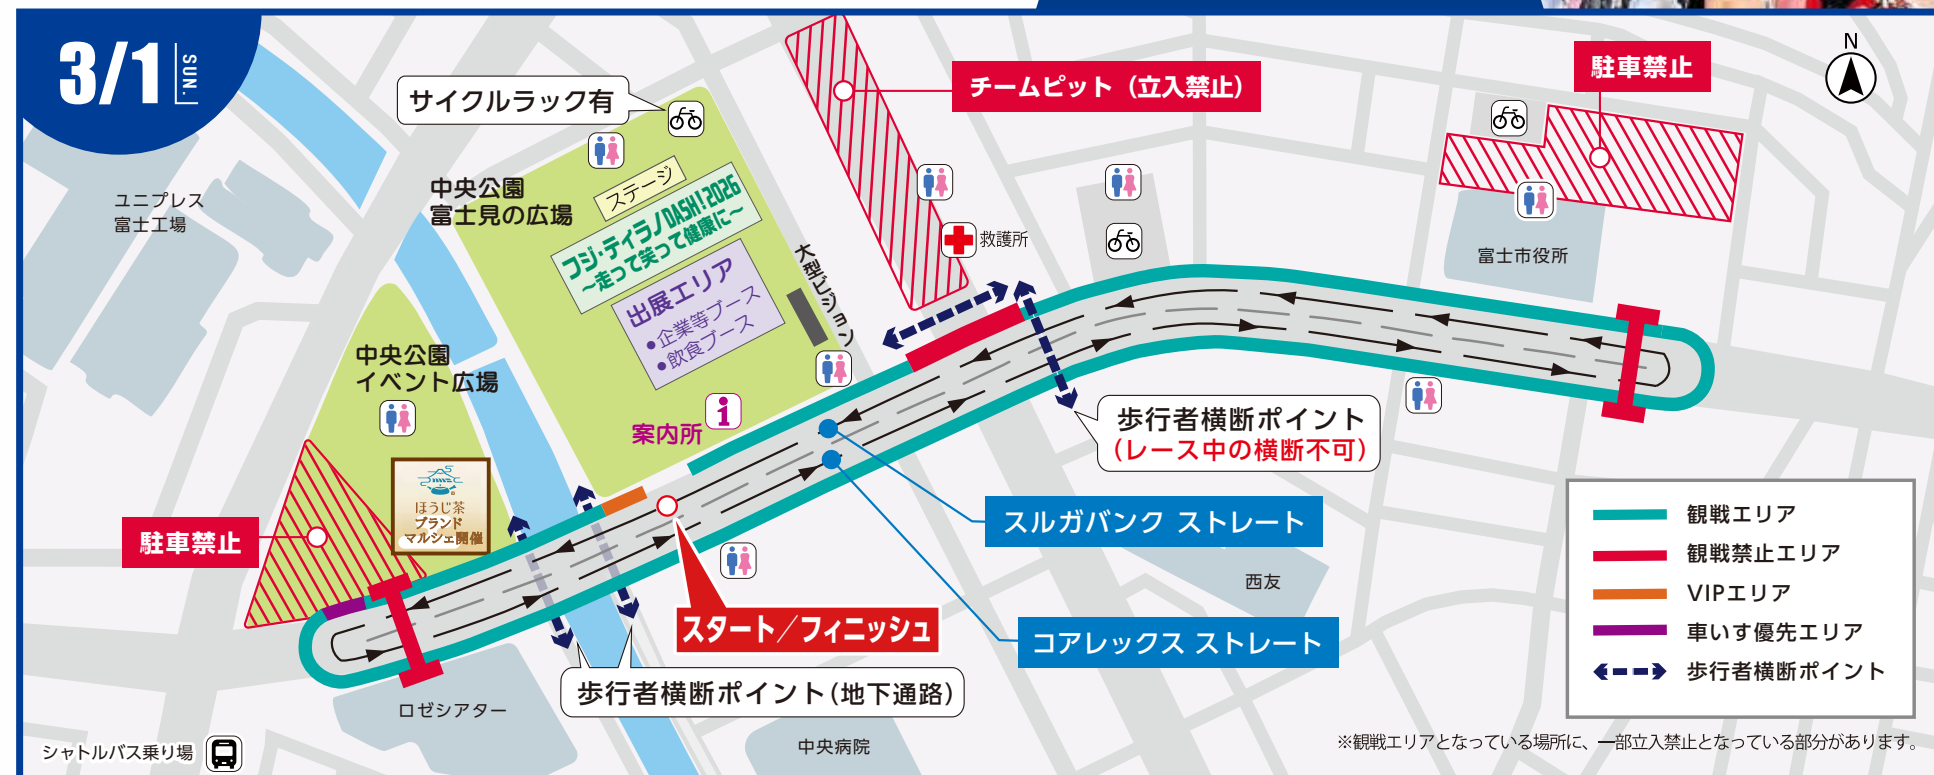 3/1 SUN.
サイクルラック有
チームピット（立入禁止）
駐車禁止
N
ユニプレス
富士工場
中央公園
富士見の広場
ステージ
フジ・ティラノDASH!2026
～走って笑って健康に～
出展エリア
●企業等ブース
●飲食ブース
大型ビジョン
救護所
富士市役所
中央公園
イベント広場
案内所
ほうじ茶
ブランド
マルシェ開催
駐車禁止
歩行者横断ポイント
（レース中の横断不可）
スルガバンク ストレート
コアレックス ストレート
西友
スタート／フィニッシュ
歩行者横断ポイント（地下通路）
ロゼシアター
中央病院
シャトルバス乗り場
観戦エリア
観戦禁止エリア
VIPエリア
車いす優先エリア
歩行者横断ポイント
※観戦エリアとなっている場所に、一部立入禁止となっている部分があります。